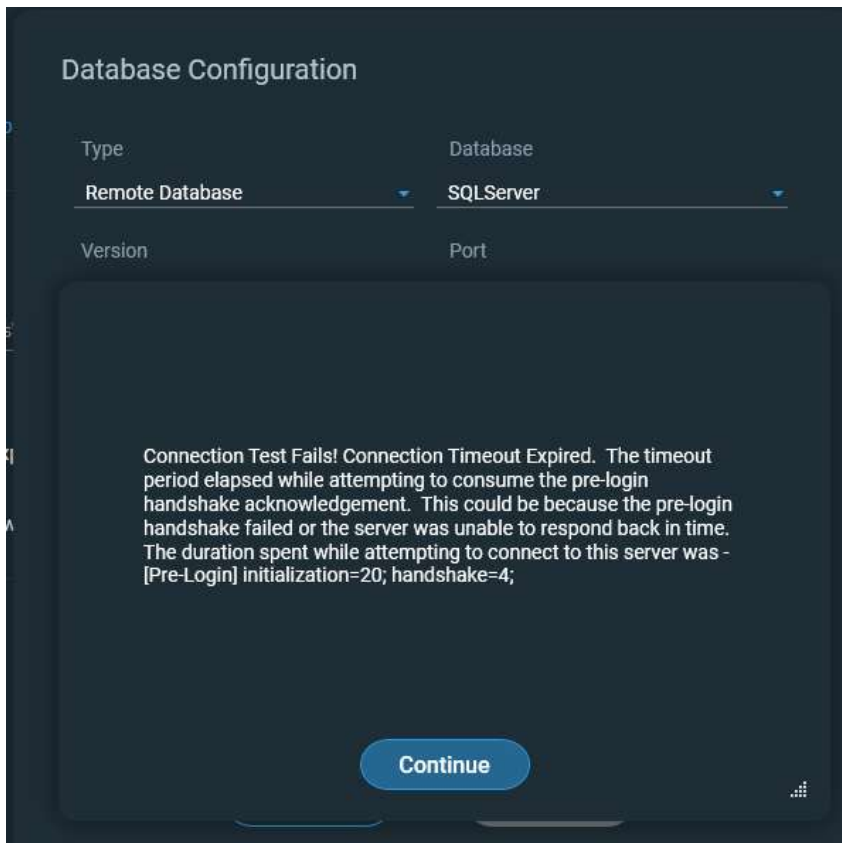 Database Configuration
Type
Database
Remote Database
SQLServer
Version
Port
Connection Test Fails! Connection Timeout Expired.  The timeout
period elapsed while attempting to consume the pre-login
handshake acknowledgement.  This could be because the pre-login
handshake failed or the server was unable to respond back in time.
The duration spent while attempting to connect to this server was -
[Pre-Login] initialization=20; handshake=4;
Continue